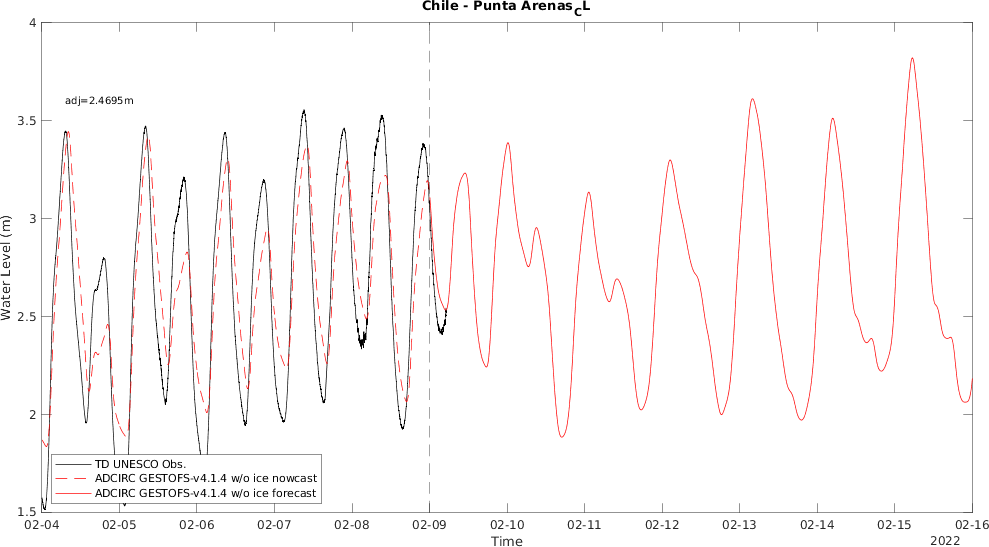 Chile - Punta Arenas_CL
4
adj=2.4695m
3.5
3
Water Level (m)
2.5
2
TD UNESCO Obs.
ADCIRC GESTOFS-v4.1.4 w/o ice nowcast
ADCIRC GESTOFS-v4.1.4 w/o ice forecast
1.5
02-04 02-05 02-06 02-07 02-08 02-09 02-10 02-11 02-12 02-13 02-14 02-15 02-16
Time
2022